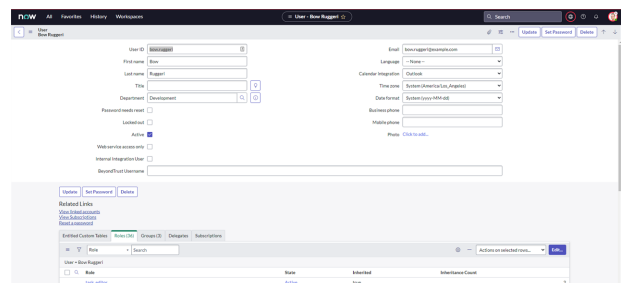 now All Favorites History Workspaces User - Bow Ruggeri ☆ Search
User
Bow Ruggeri
Update Set Password Delete
User ID bow.ruggeri
First name Bow
Last name Ruggeri
Title
Department Development
Password needs reset
Locked out
Active
Web service access only
Internal Integration User
BeyondTrust Username
Email bow.ruggeri@example.com
Language -- None --
Calendar integration Outlook
Time zone System (America/Los_Angeles)
Date format System (yyyy-MM-dd)
Business phone
Mobile phone
Photo Click to add...
Update Set Password Delete
Related Links
View linked accounts
View Subscriptions
Reset a password
Entitled Custom Tables Roles (36) Groups (3) Delegates Subscriptions
Role Search Actions on selected rows... Edit...
User = Bow Ruggeri
Role State Inherited Inheritance Count